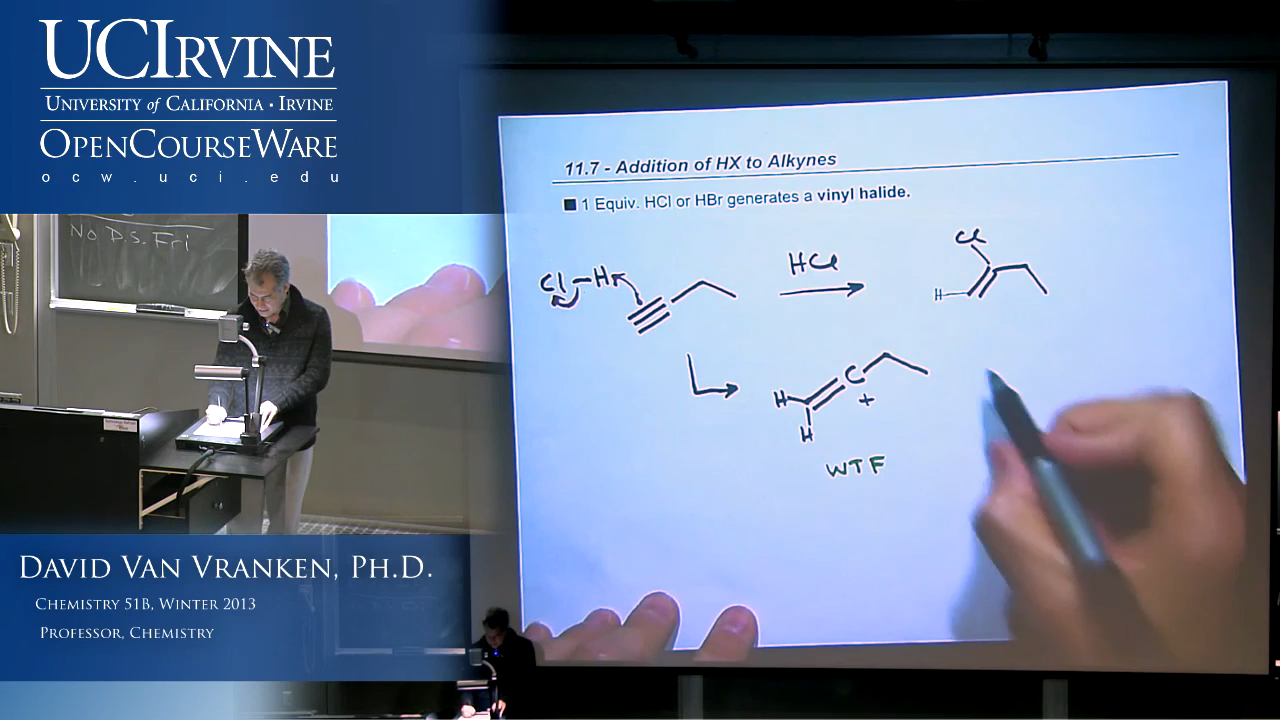 UCIRVINE
UNIVERSITY of CALIFORNIA · IRVINE
OPENCOURSEWARE
ocw.uci.edu
No D.S. Fri
DAVID VAN VRANKEN, PH.D.
CHEMISTRY 51B, WINTER 2013
PROFESSOR, CHEMISTRY
11.7 - Addition of HX to Alkynes
■ 1 Equiv. HCl or HBr generates a vinyl halide.
Cl-H
HCl
Cl
H
H
C
+
H
WTF